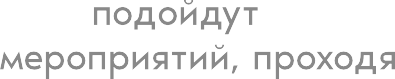 подойдут
мероприятий, проходя